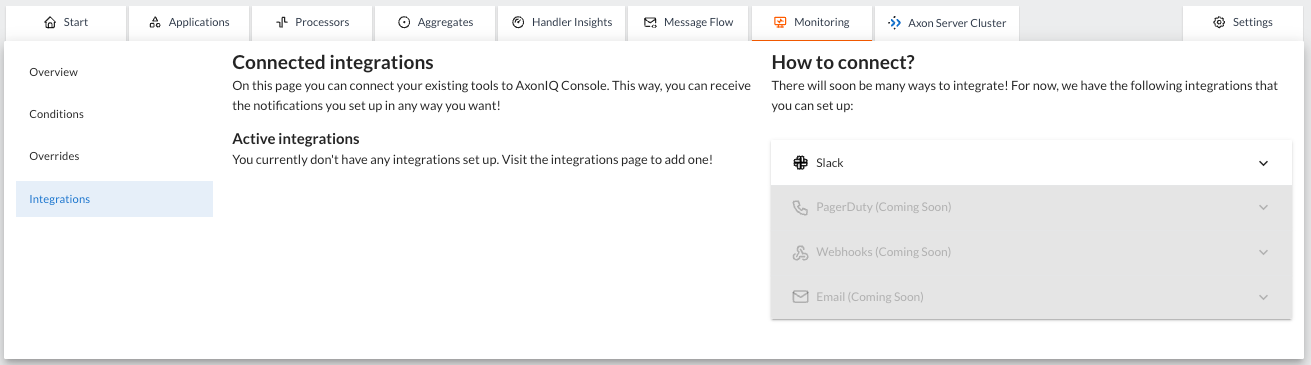 Start
Applications
Processors
Aggregates
Handler Insights
Message Flow
Monitoring
Axon Server Cluster
Settings
Overview
Conditions
Overrides
Integrations
Connected integrations
On this page you can connect your existing tools to AxonIQ Console. This way, you can receive
the notifications you set up in any way you want!
Active integrations
You currently don't have any integrations set up. Visit the integrations page to add one!
How to connect?
There will soon be many ways to integrate! For now, we have the following integrations that
you can set up:
Slack
PagerDuty (Coming Soon)
Webhooks (Coming Soon)
Email (Coming Soon)